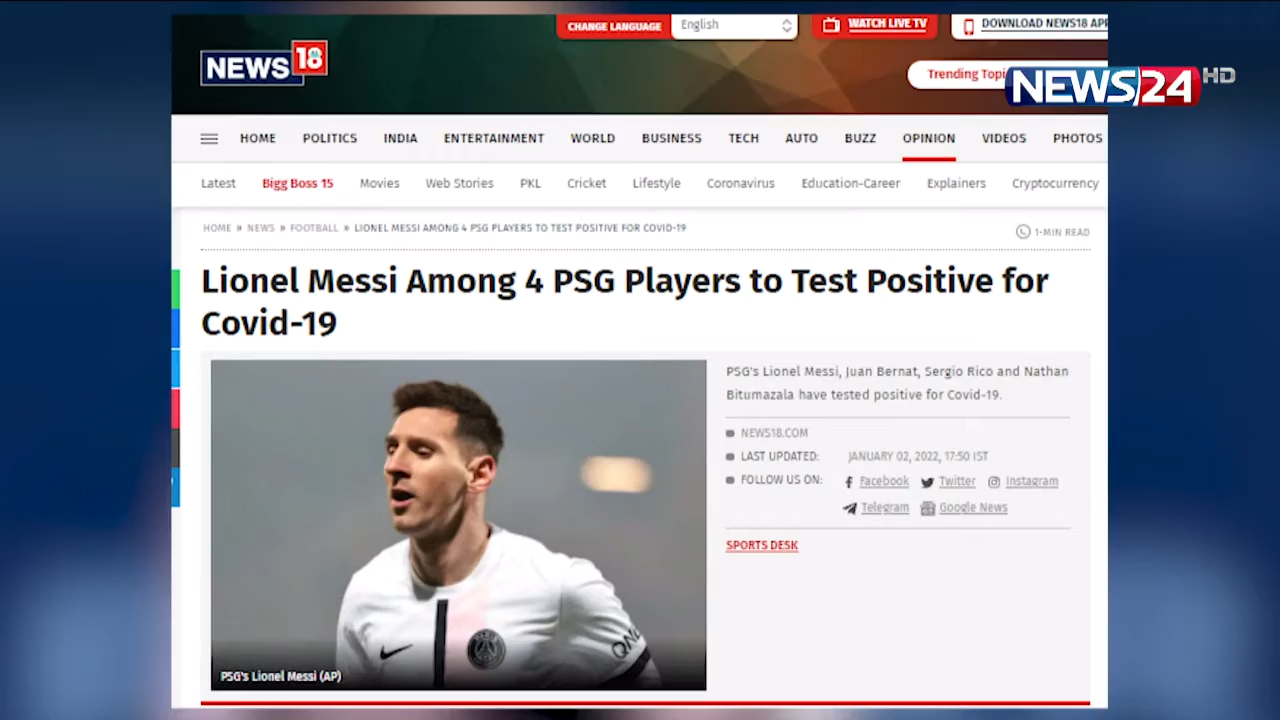 CHANGE LANGUAGE English WATCH LIVE TV DOWNLOAD NEWS18 APP
NEWS 18
Trending Topi
NEWS 24 HD
HOME POLITICS INDIA ENTERTAINMENT WORLD BUSINESS TECH AUTO BUZZ OPINION VIDEOS PHOTOS
Latest Bigg Boss 15 Movies Web Stories PKL Cricket Lifestyle Coronavirus Education-Career Explainers Cryptocurrency
HOME » NEWS » FOOTBALL » LIONEL MESSI AMONG 4 PSG PLAYERS TO TEST POSITIVE FOR COVID-19
1-MIN READ
Lionel Messi Among 4 PSG Players to Test Positive for
Covid-19
PSG's Lionel Messi, Juan Bernat, Sergio Rico and Nathan
Bitumazala have tested positive for Covid-19.
NEWS18.COM
LAST UPDATED: JANUARY 02, 2022, 17:50 IST
FOLLOW US ON: Facebook Twitter Instagram
Telegram Google News
SPORTS DESK
PSG's Lionel Messi (AP)